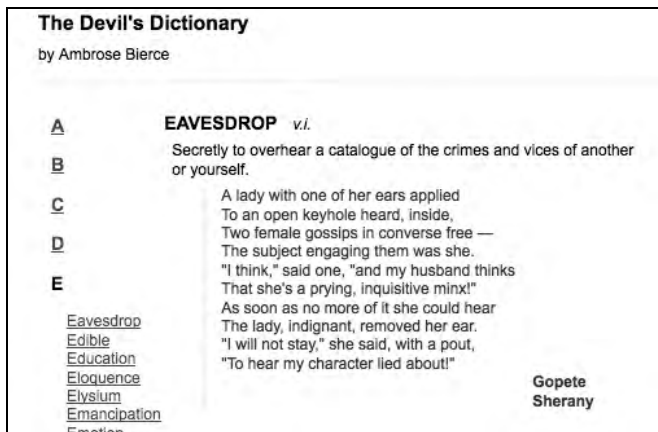 The Devil's Dictionary
by Ambrose Bierce
A
B
C
D
E
Eavesdrop
Edible
Education
Eloquence
Elysium
Emancipation
Emotion
EAVESDROP v.i.
Secretly to overhear a catalogue of the crimes and vices of another
or yourself.
A lady with one of her ears applied
To an open keyhole heard, inside,
Two female gossips in converse free —
The subject engaging them was she.
"I think," said one, "and my husband thinks
That she's a prying, inquisitive minx!"
As soon as no more of it she could hear
The lady, indignant, removed her ear.
"I will not stay," she said, with a pout,
"To hear my character lied about!"
Gopete
Sherany